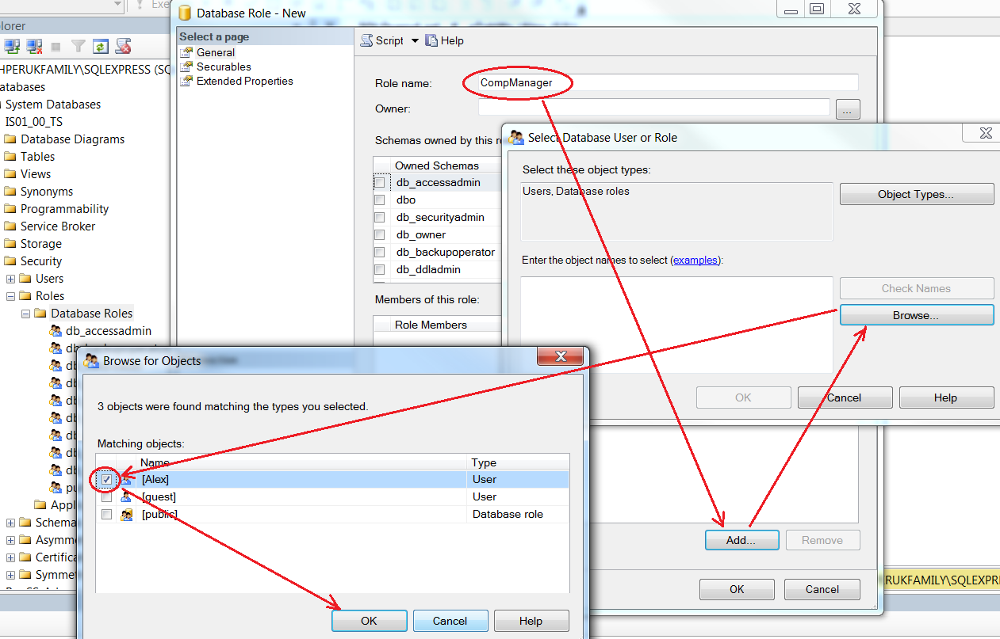 Exe
Database Role - New
lorer
Select a page
General
Securables
Extended Properties
Script
Help
HPERUKFAMILY\SQLEXPRESS (SQ
atabases
System Databases
IS01_00_TS
Database Diagrams
Tables
Views
Synonyms
Programmability
Service Broker
Storage
Security
Users
Roles
Database Roles
db_accessadmin
db
db
db
db
db
db
db
db
pu
Appl
Schema
Asymme
Certifica
Symmet
Role name:
CompManager
Owner:
...
Schemas owned by this ro
Owned Schemas
db_accessadmin
dbo
db_securityadmin
db_owner
db_backupoperator
db_ddladmin
Members of this role:
Role Members
Add...
Remove
OK
Cancel
Select Database User or Role
Select these object types:
Users, Database roles
Object Types...
Enter the object names to select (examples):
Check Names
Browse...
OK
Cancel
Help
Browse for Objects
3 objects were found matching the types you selected.
Matching objects:
Name Type
[Alex] User
[guest] User
[public] Database role
OK
Cancel
Help
RUKFAMILY\SQLEXPRE